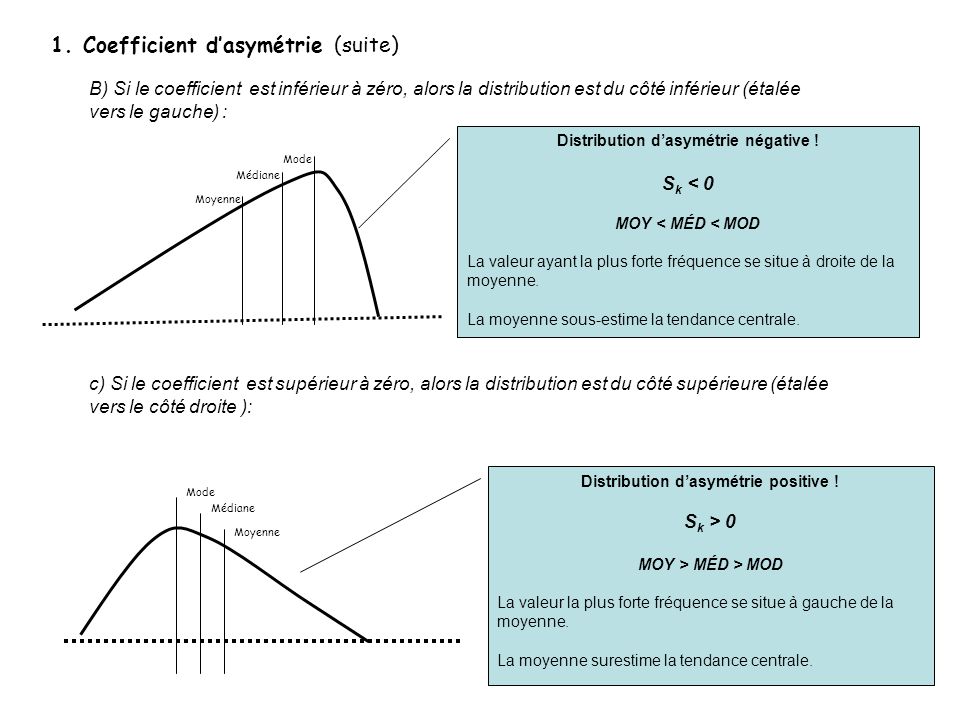 1. Coefficient d’asymétrie (suite)
B) Si le coefficient est inférieur à zéro, alors la distribution est du côté inférieur (étalée
vers le gauche) :
Mode
Médiane
Moyenne
Distribution d’asymétrie négative !
Sk < 0
MOY < MÉD < MOD
La valeur ayant la plus forte fréquence se situe à droite de la
moyenne.
La moyenne sous-estime la tendance centrale.
c) Si le coefficient est supérieur à zéro, alors la distribution est du côté supérieure (étalée
vers le côté droite ):
Mode
Médiane
Moyenne
Distribution d’asymétrie positive !
Sk > 0
MOY > MÉD > MOD
La valeur la plus forte fréquence se situe à gauche de la
moyenne.
La moyenne surestime la tendance centrale.